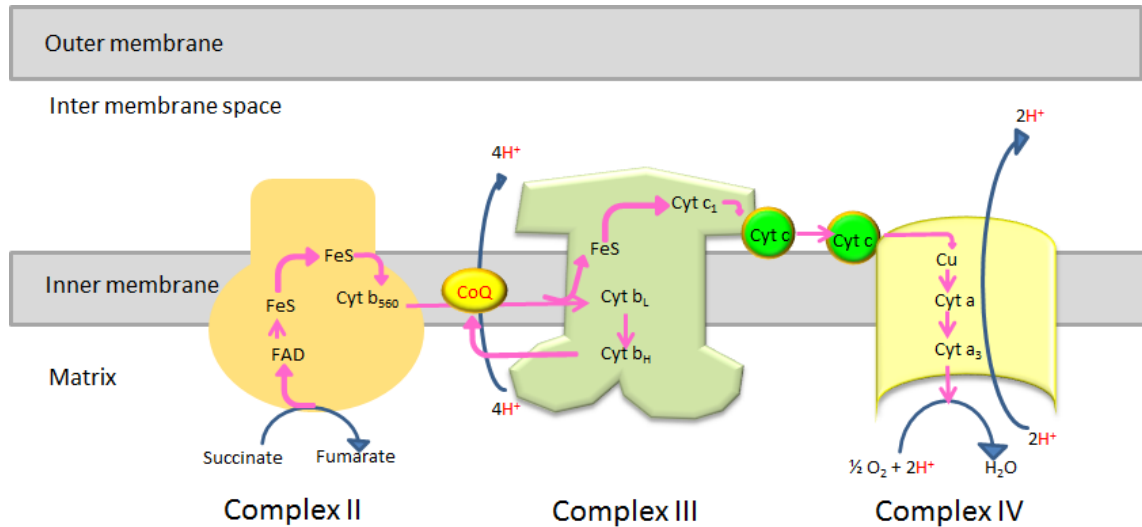 Outer membrane
Inter membrane space
2H⁺
4H⁺
Cyt c₁
Cyt c
Cyt c
FeS
FeS
Cu
Inner membrane
CoQ
Cyt b₅₆₀
FeS
Cyt b_L
Cyt a
FAD
Cyt b_H
Cyt a₃
Matrix
4H⁺
2H⁺
Succinate
Fumarate
½ O₂ + 2H⁺
H₂O
Complex II
Complex III
Complex IV